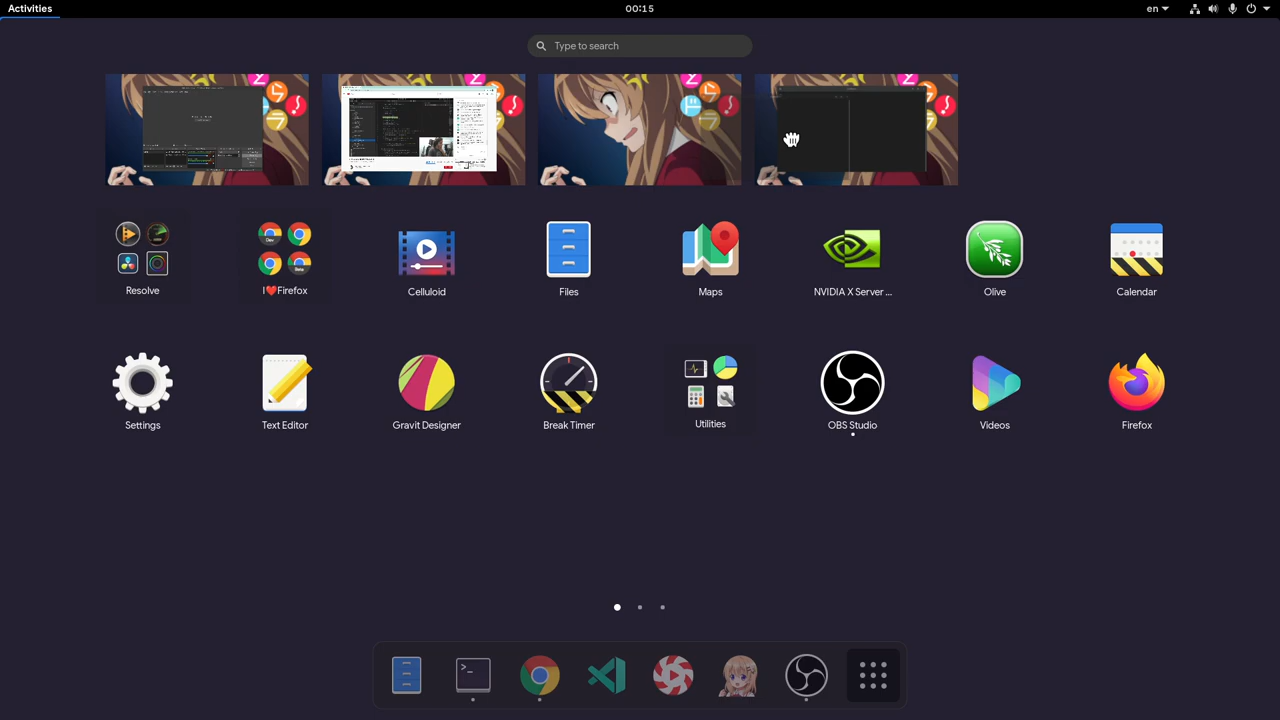 Activities
00:15
en
Type to search
Resolve
I❤️Firefox
Celluloid
Files
Maps
NVIDIA X Server ...
Olive
Calendar
Settings
Text Editor
Gravit Designer
Break Timer
Utilities
OBS Studio
Videos
Firefox